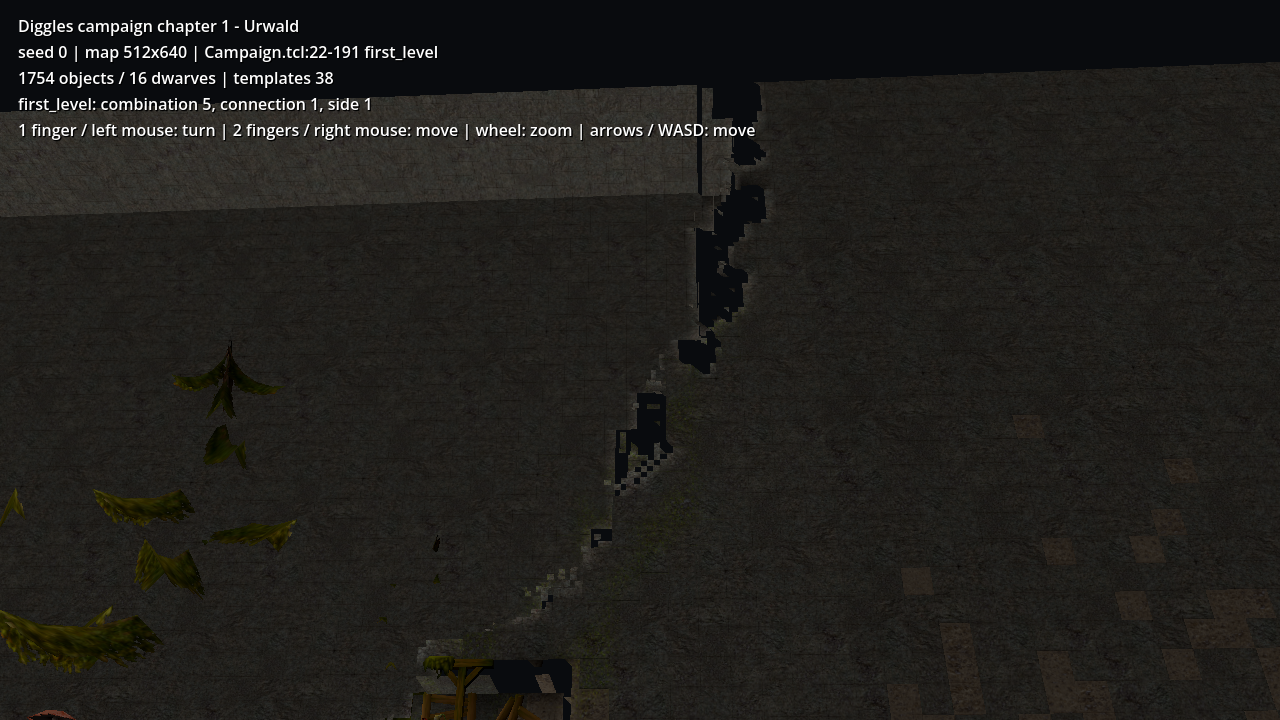 Diggles campaign chapter 1 - Urwald
seed 0 | map 512x640 | Campaign.tcl:22-191 first_level
1754 objects / 16 dwarves | templates 38
first_level: combination 5, connection 1, side 1
1 finger / left mouse: turn | 2 fingers / right mouse: move | wheel: zoom | arrows / WASD: move